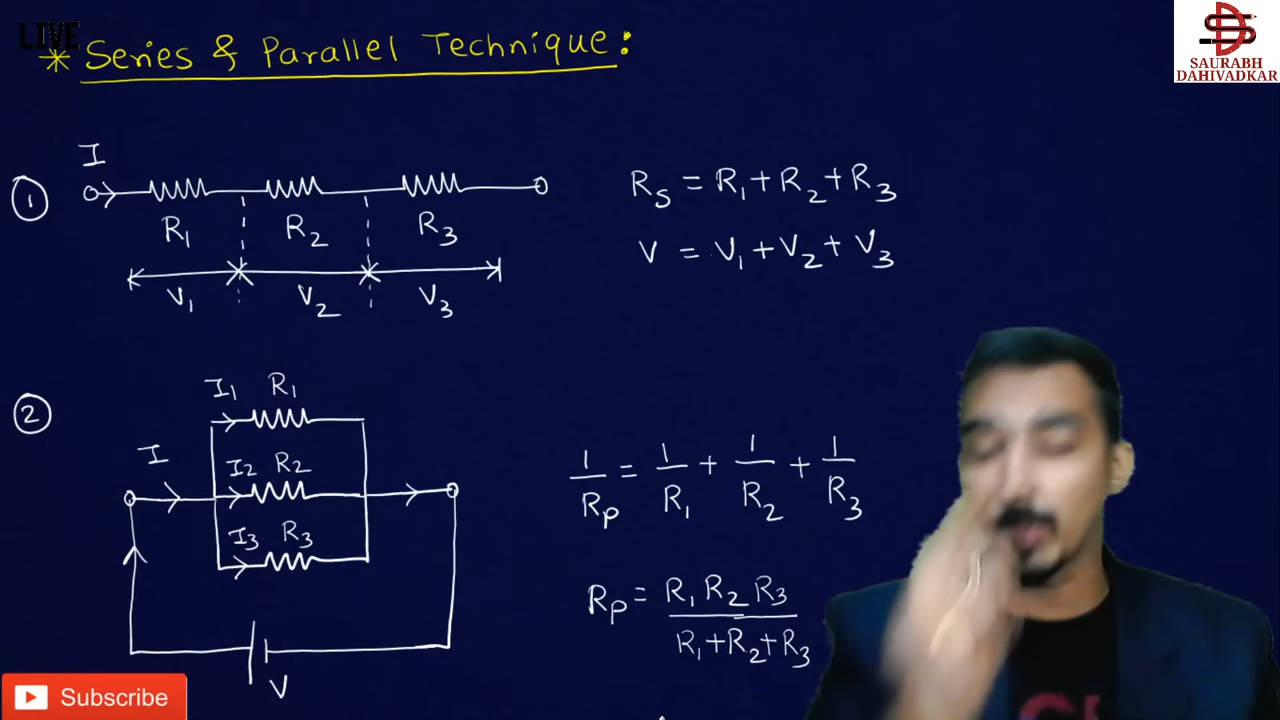 LIVE
* Series & Parallel Technique:
SAURABH
DAHIVADKAR
I
①
R₁ R₂ R₃
V₁ V₂ V₃
Rs = R₁ + R₂ + R₃
V = V₁ + V₂ + V₃
②
I₁ R₁
I
I₂ R₂
I₃ R₃
V
1/Rp = 1/R₁ + 1/R₂ + 1/R₃
Rp = R₁ R₂ R₃ / R₁+R₂+R₃
Subscribe